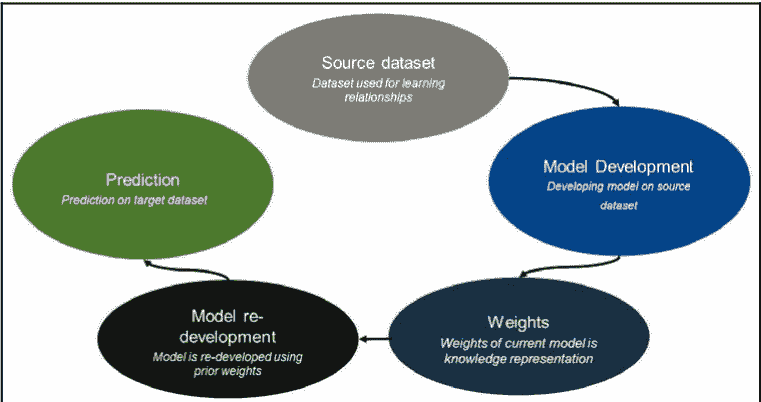 Source dataset
Dataset used for learning
relationships
Model Development
Developing model on source
dataset
Weights
Weights of current model is
knowledge representation
Model re-
development
Model is re-developed using
prior weights
Prediction
Prediction on target dataset